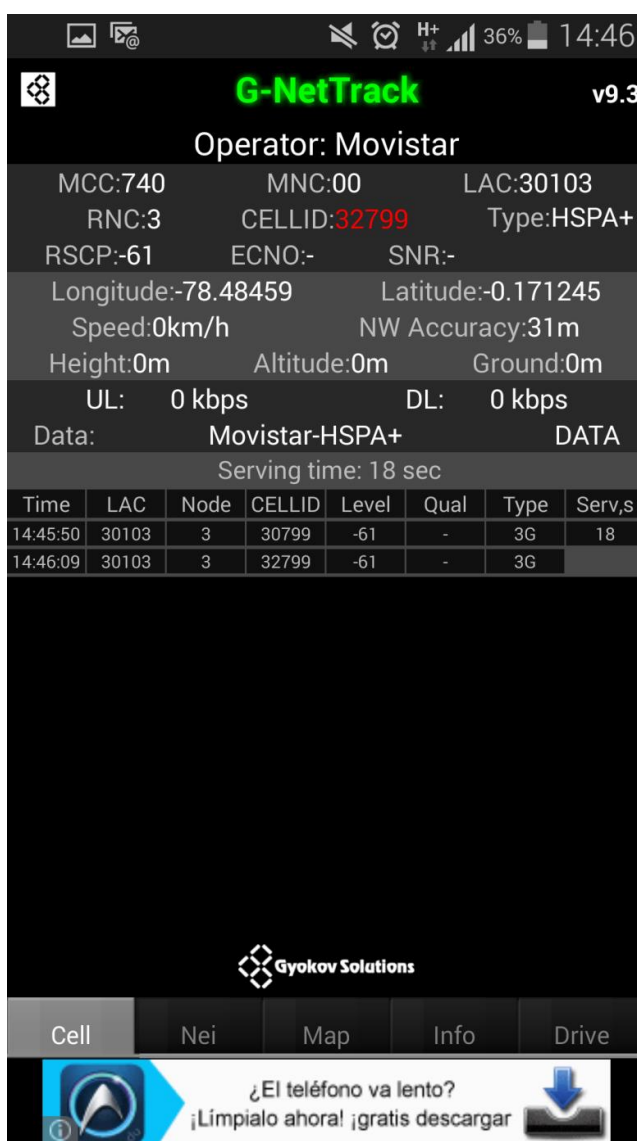 H+ 36% 14:46
G-NetTrack v9.3
Operator: Movistar
MCC:740 MNC:00 LAC:30103
RNC:3 CELLID:32799 Type:HSPA+
RSCP:-61 ECNO:- SNR:-
Longitude:-78.48459 Latitude:-0.171245
Speed:0km/h NW Accuracy:31m
Height:0m Altitude:0m Ground:0m
UL: 0 kbps DL: 0 kbps
Data: Movistar-HSPA+ DATA
Serving time: 18 sec
Time LAC Node CELLID Level Qual Type Serv,s
14:45:50 30103 3 30799 -61 - 3G 18
14:46:09 30103 3 32799 -61 - 3G
Gyokov Solutions
Cell Nei Map Info Drive
¿El teléfono va lento?
¡Límpialo ahora! ¡gratis descargar